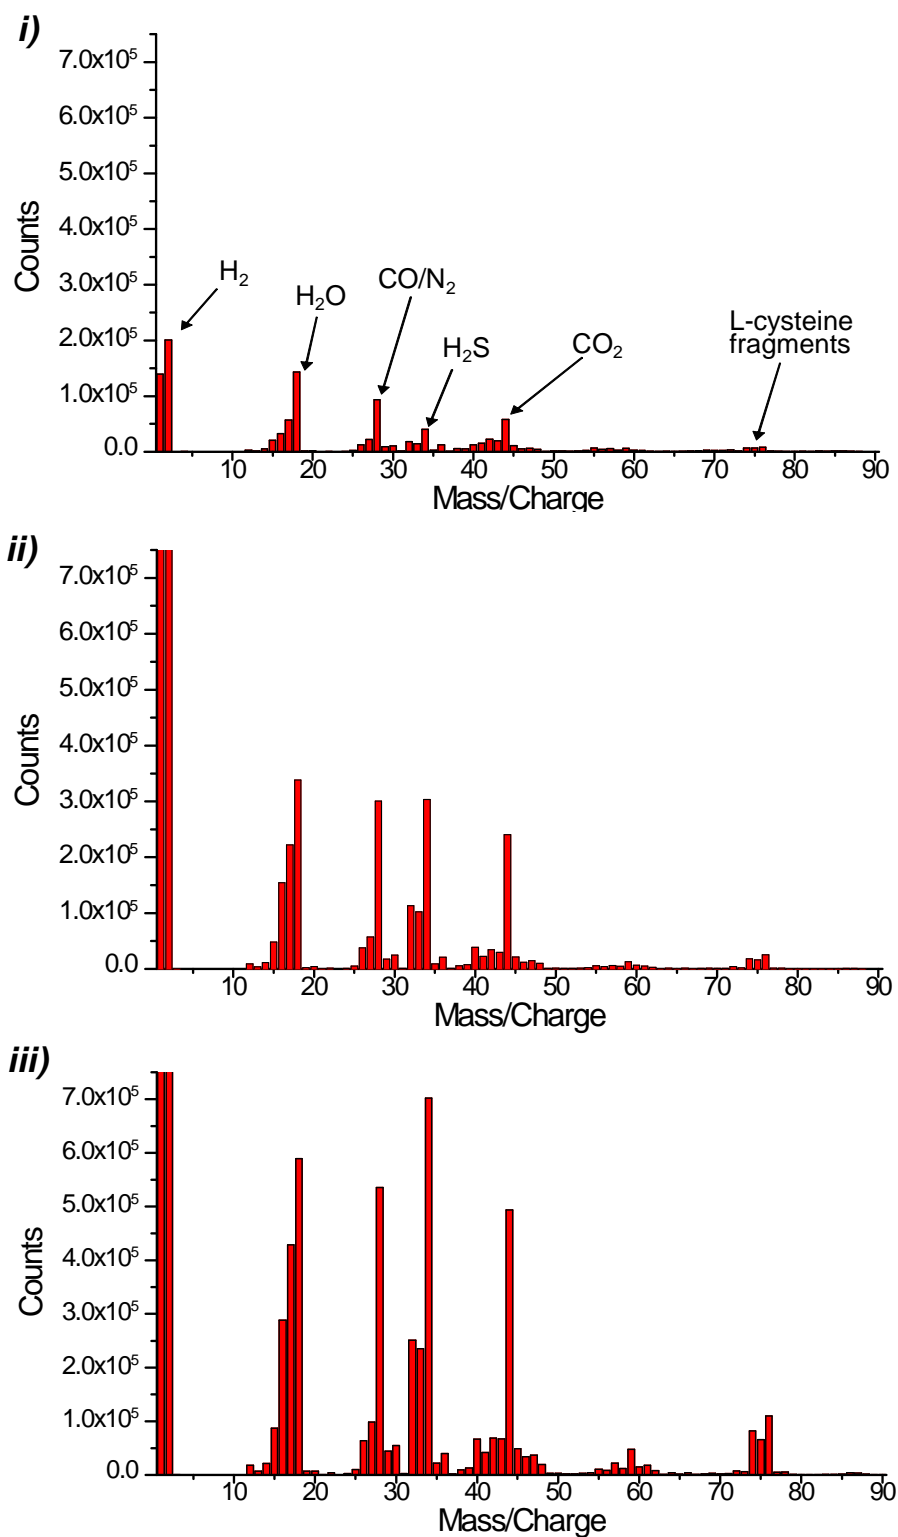 i)
7.0x10⁵
6.0x10⁵
5.0x10⁵
4.0x10⁵
3.0x10⁵
2.0x10⁵
1.0x10⁵
0.0
Counts
H₂
H₂O
CO/N₂
H₂S
CO₂
L-cysteine
fragments
10 20 30 40 50 60 70 80 90
Mass/Charge
ii)
7.0x10⁵
6.0x10⁵
5.0x10⁵
4.0x10⁵
3.0x10⁵
2.0x10⁵
1.0x10⁵
0.0
Counts
10 20 30 40 50 60 70 80 90
Mass/Charge
iii)
7.0x10⁵
6.0x10⁵
5.0x10⁵
4.0x10⁵
3.0x10⁵
2.0x10⁵
1.0x10⁵
0.0
Counts
10 20 30 40 50 60 70 80 90
Mass/Charge